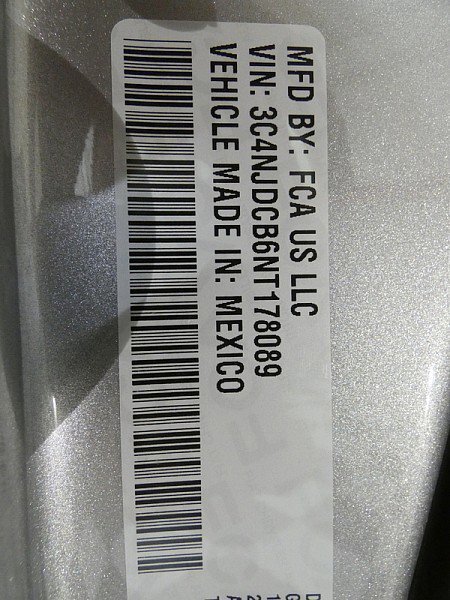 MFD BY: FCA US LLC
VIN: 3C4NJDCB6NT178089
VEHICLE MADE IN: MEXICO